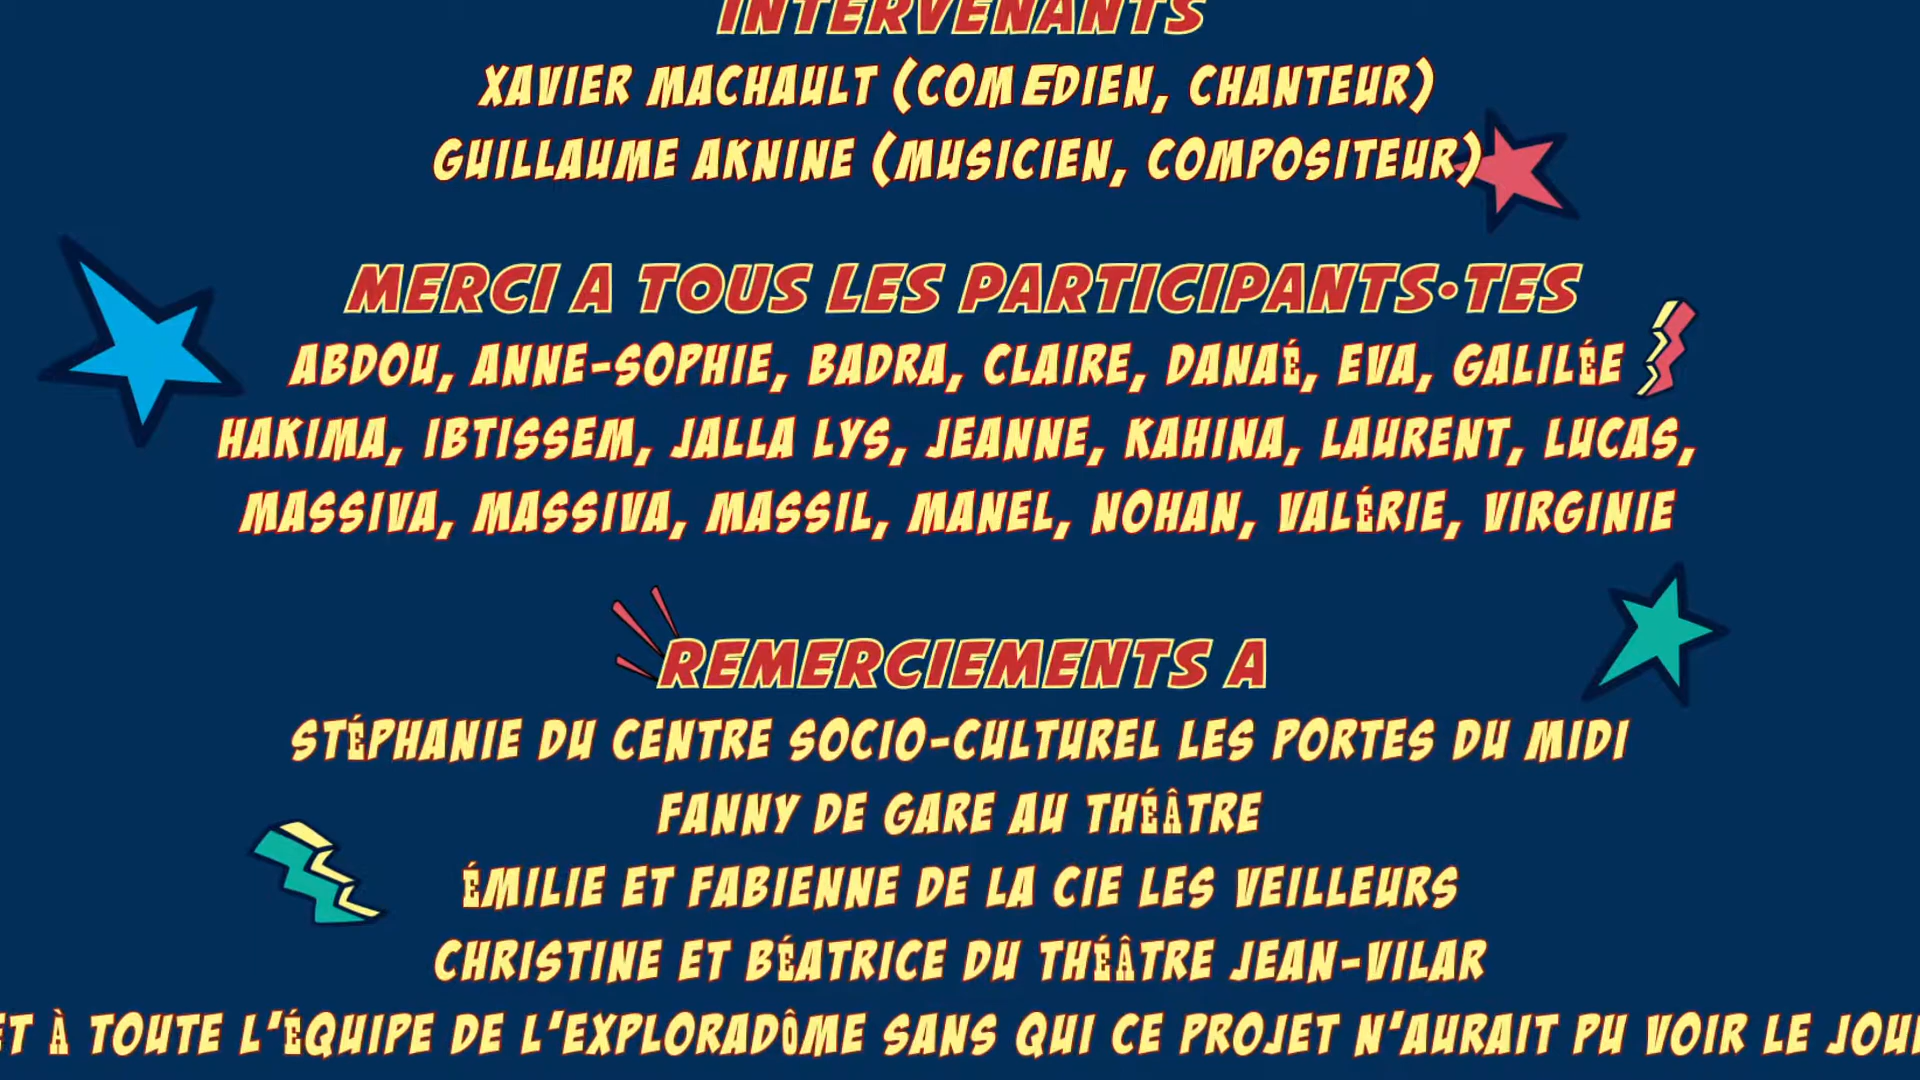 INTERVENANTS
XAVIER MACHAULT (COMEDIEN, CHANTEUR)
GUILLAUME AKNINE (MUSICIEN, COMPOSITEUR)
MERCI A TOUS LES PARTICIPANTS•TES
ABDOU, ANNE-SOPHIE, BADRA, CLAIRE, DANAÉ, EVA, GALILÉE
HAKIMA, IBTISSEM, JALLA LYS, JEANNE, KAHINA, LAURENT, LUCAS,
MASSIVA, MASSIVA, MASSIL, MANEL, NOHAN, VALÉRIE, VIRGINIE
REMERCIEMENTS A
STÉPHANIE DU CENTRE SOCIO-CULTUREL LES PORTES DU MIDI
FANNY DE GARE AU THÉÂTRE
ÉMILIE ET FABIENNE DE LA CIE LES VEILLEURS
CHRISTINE ET BÉATRICE DU THÉÂTRE JEAN-VILAR
ET À TOUTE L'ÉQUIPE DE L'EXPLORADÔME SANS QUI CE PROJET N'AURAIT PU VOIR LE JOUR